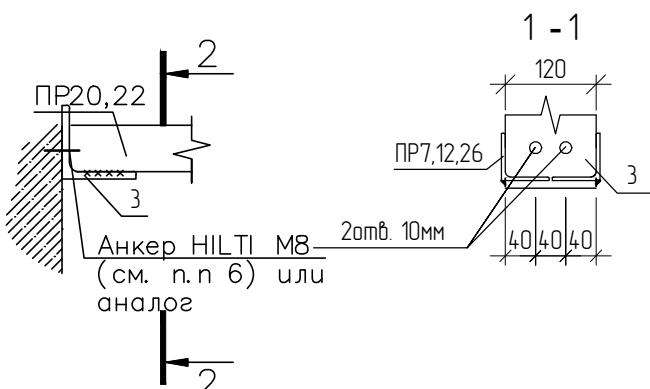 1 - 1
2
120
ПР20,22
ПР7,12,26
3
3
Анкер HILTI М8
(см. п.п 6) или
аналог
2отв. 10мм
40 40 40
2